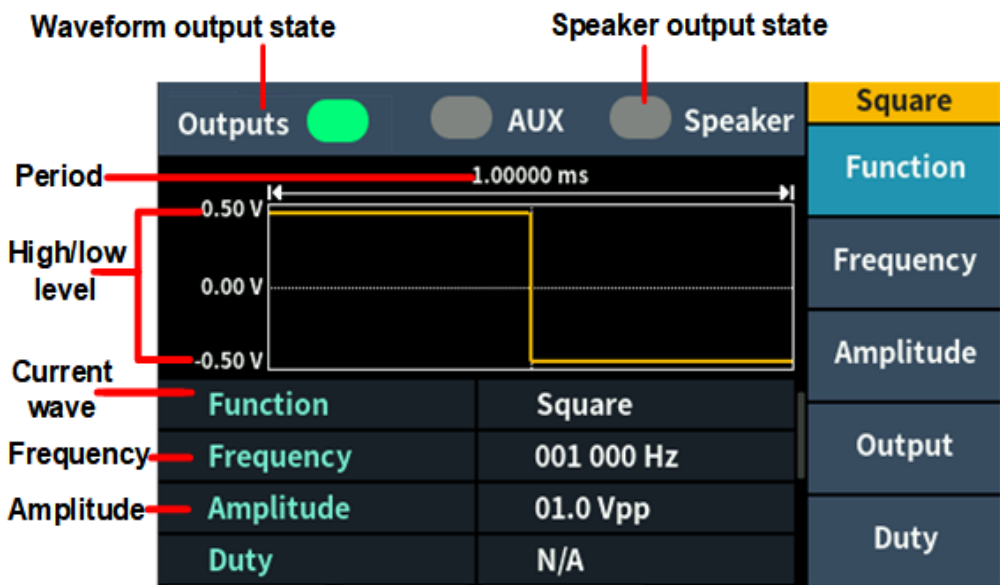 Waveform output state
Speaker output state
Outputs
AUX
Speaker
Square
Period
1.00000 ms
Function
High/low
level
0.50 V
0.00 V
-0.50 V
Frequency
Amplitude
Current
wave
Function
Square
Frequency
Frequency
001 000 Hz
Output
Amplitude
Amplitude
01.0 Vpp
Duty
Duty
N/A